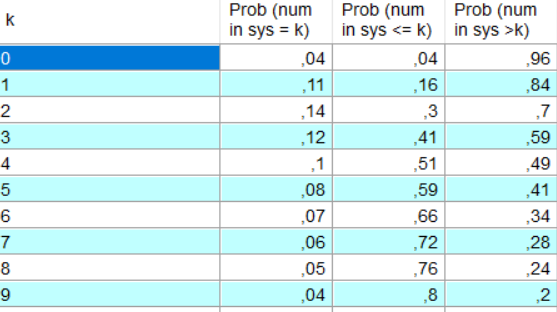 k Prob (num in sys = k) Prob (num in sys <= k) Prob (num in sys >k)
0 ,04 ,04 ,96
1 ,11 ,16 ,84
2 ,14 ,3 ,7
3 ,12 ,41 ,59
4 ,1 ,51 ,49
5 ,08 ,59 ,41
6 ,07 ,66 ,34
7 ,06 ,72 ,28
8 ,05 ,76 ,24
9 ,04 ,8 ,2